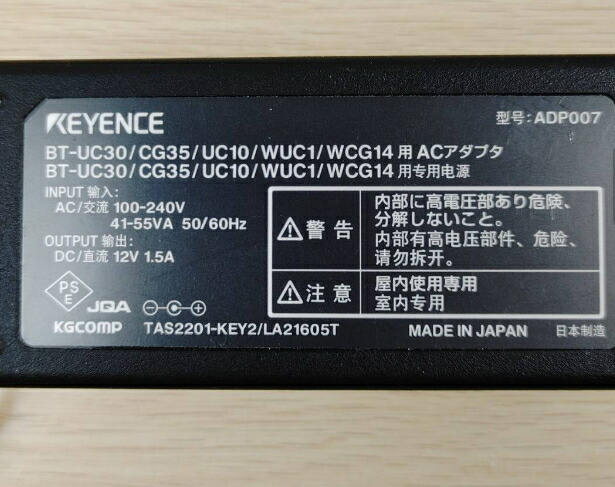 KEYENCE
型号: ADP007
BT-UC30/CG35/UC10/WUC1/WCG14 用 ACアダプタ
BT-UC30/CG35/UC10/WUC1/WCG14 用专用电源
INPUT 输入:
AC/交流 100-240V
41-55VA 50/60Hz
OUTPUT 输出:
DC/直流 12V 1.5A
警告
内部に高電圧部あり危険、
分解しないこと。
内部有高电压部件、危险、
请勿拆开。
注意
屋内使用専用
室内专用
PS
E
JQA
KGCOMP
TAS2201-KEY2/LA21605T
MADE IN JAPAN
日本制造